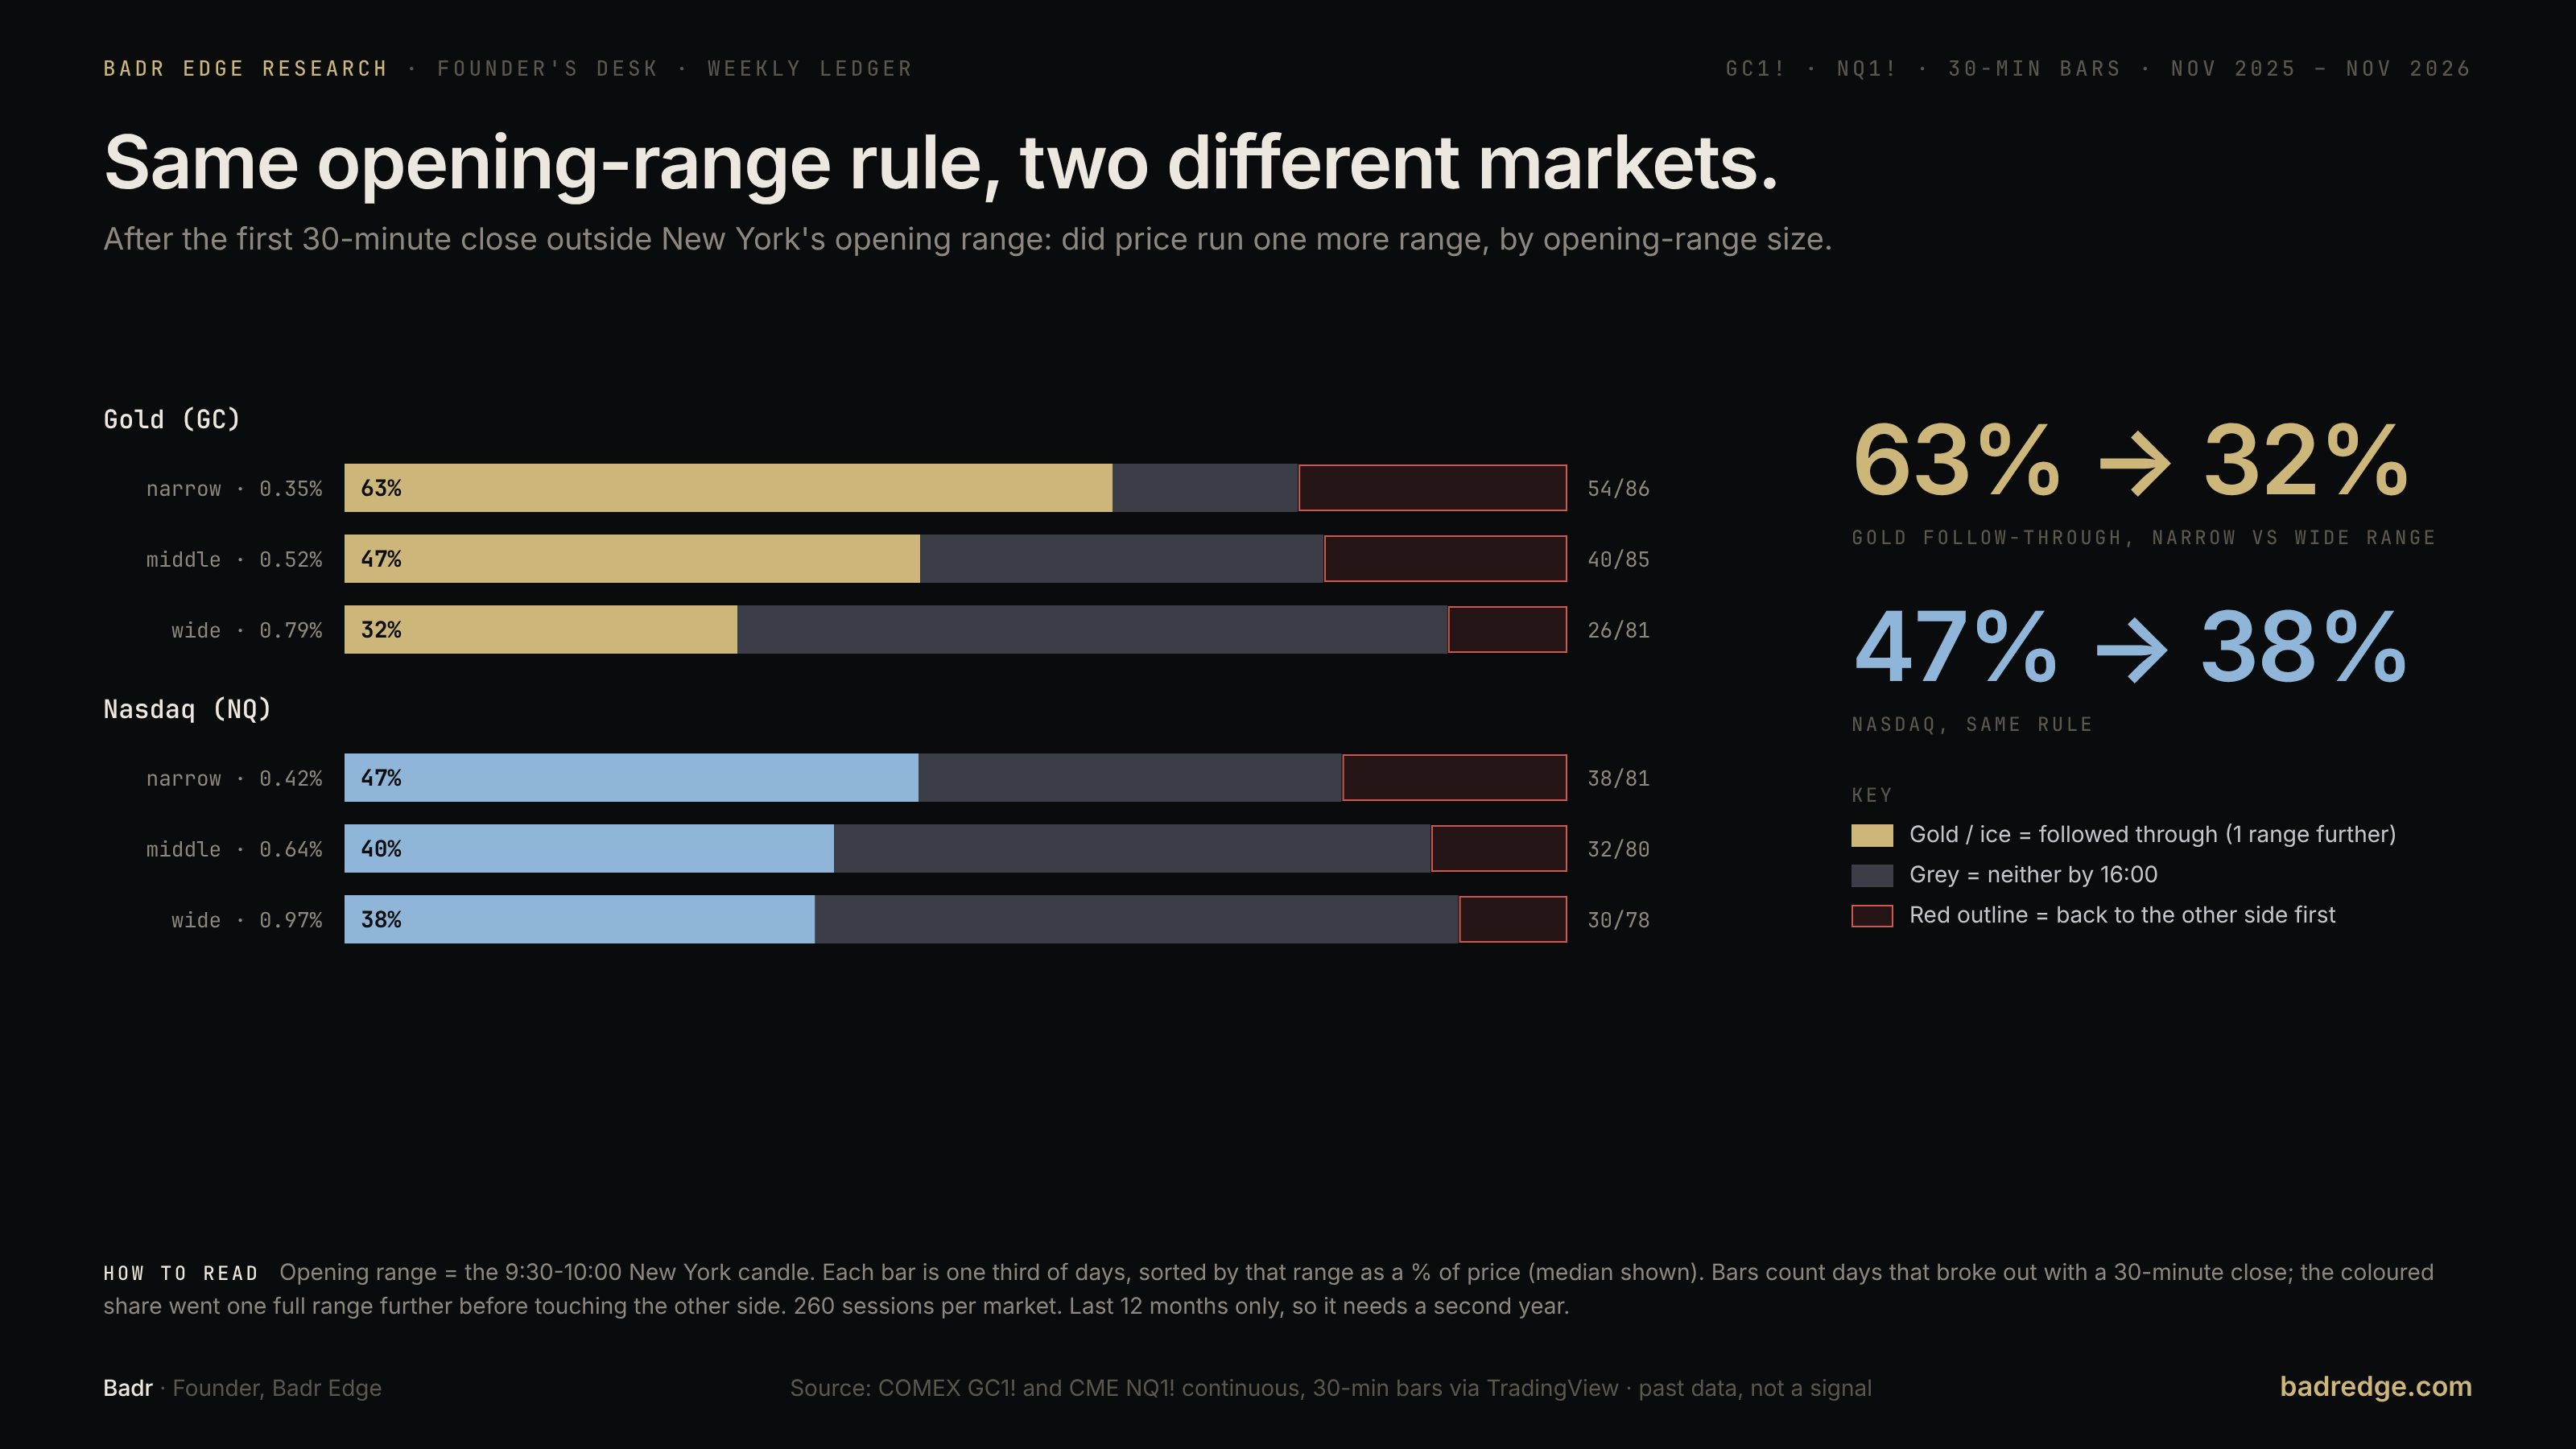 BADR EDGE RESEARCH · FOUNDER'S DESK · WEEKLY LEDGER
GC1! · NQ1! · 30-MIN BARS · NOV 2025 – NOV 2026
Same opening-range rule, two different markets.
After the first 30-minute close outside New York's opening range: did price run one more range, by opening-range size.
Gold (GC)
narrow · 0.35% 63% 54/86
middle · 0.52% 47% 40/85
wide · 0.79% 32% 26/81
Nasdaq (NQ)
narrow · 0.42% 47% 38/81
middle · 0.64% 40% 32/80
wide · 0.97% 38% 30/78
63% → 32%
GOLD FOLLOW-THROUGH, NARROW VS WIDE RANGE
47% → 38%
NASDAQ, SAME RULE
KEY
Gold / ice = followed through (1 range further)
Grey = neither by 16:00
Red outline = back to the other side first
HOW TO READ Opening range = the 9:30-10:00 New York candle. Each bar is one third of days, sorted by that range as a % of price (median shown). Bars count days that broke out with a 30-minute close; the coloured
share went one full range further before touching the other side. 260 sessions per market. Last 12 months only, so it needs a second year.
Badr · Founder, Badr Edge
Source: COMEX GC1! and CME NQ1! continuous, 30-min bars via TradingView · past data, not a signal
badredge.com